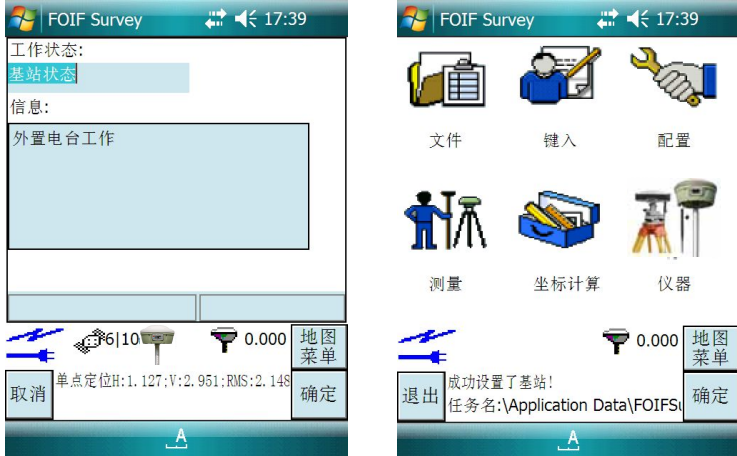 FOIF Survey 17:39
工作状态:
基站状态
信息:
外置电台工作
6|10 0.000 地图
菜单
取消 单点定位H:1.127;V:2.951:RMS:2.148 确定
A
FOIF Survey 17:39
文件 键入 配置
测量 坐标计算 仪器
0.000 地图
菜单
退出 成功设置了基站! 确定
任务名:\Application Data\FOIFSu
A